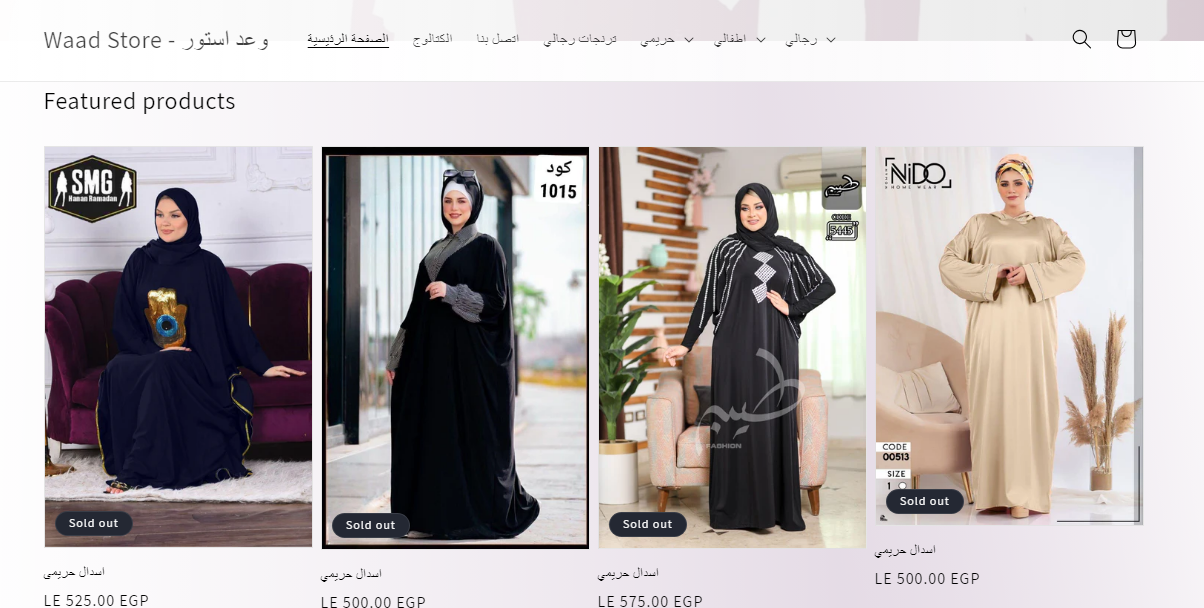 Waad Store - وعد استور
الصفحة الرئيسية
الكتالوج
اتصل بنا
ترنجات رجالي
حريمي
اطفالي
رجالي
Featured products
SMG
Hanan Ramadan
Sold out
اسدال حريمي
LE 525.00 EGP
كود
1015
Sold out
اسدال حريمي
LE 500.00 EGP
طيبه
CODE
5445
طيبه
FASHION
Sold out
اسدال حريمي
LE 575.00 EGP
NiDO
HOME WEAR
CODE
00513
SIZE
1
Sold out
اسدال حريمي
LE 500.00 EGP